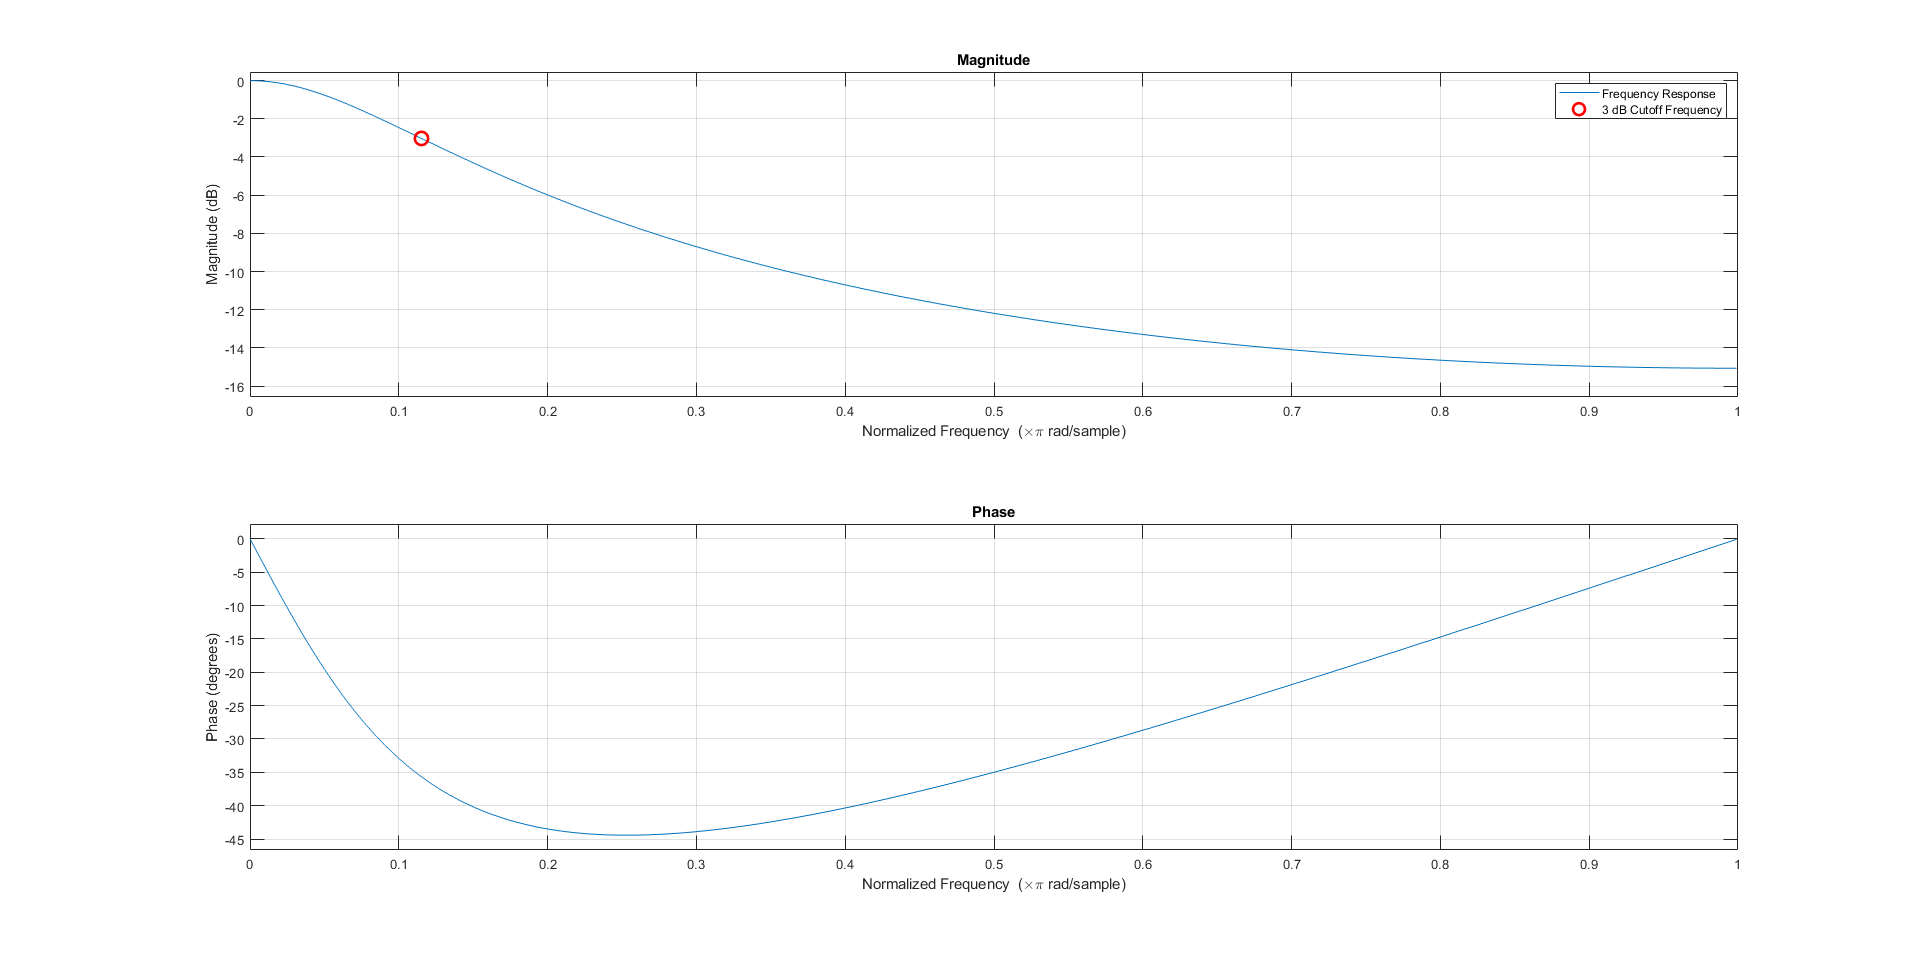 Magnitude
Frequency Response
3 dB Cutoff Frequency
Magnitude (dB)
0
-2
-4
-6
-8
-10
-12
-14
-16
0 0.1 0.2 0.3 0.4 0.5 0.6 0.7 0.8 0.9 1
Normalized Frequency (×π rad/sample)
Phase
Phase (degrees)
0
-5
-10
-15
-20
-25
-30
-35
-40
-45
0 0.1 0.2 0.3 0.4 0.5 0.6 0.7 0.8 0.9 1
Normalized Frequency (×π rad/sample)